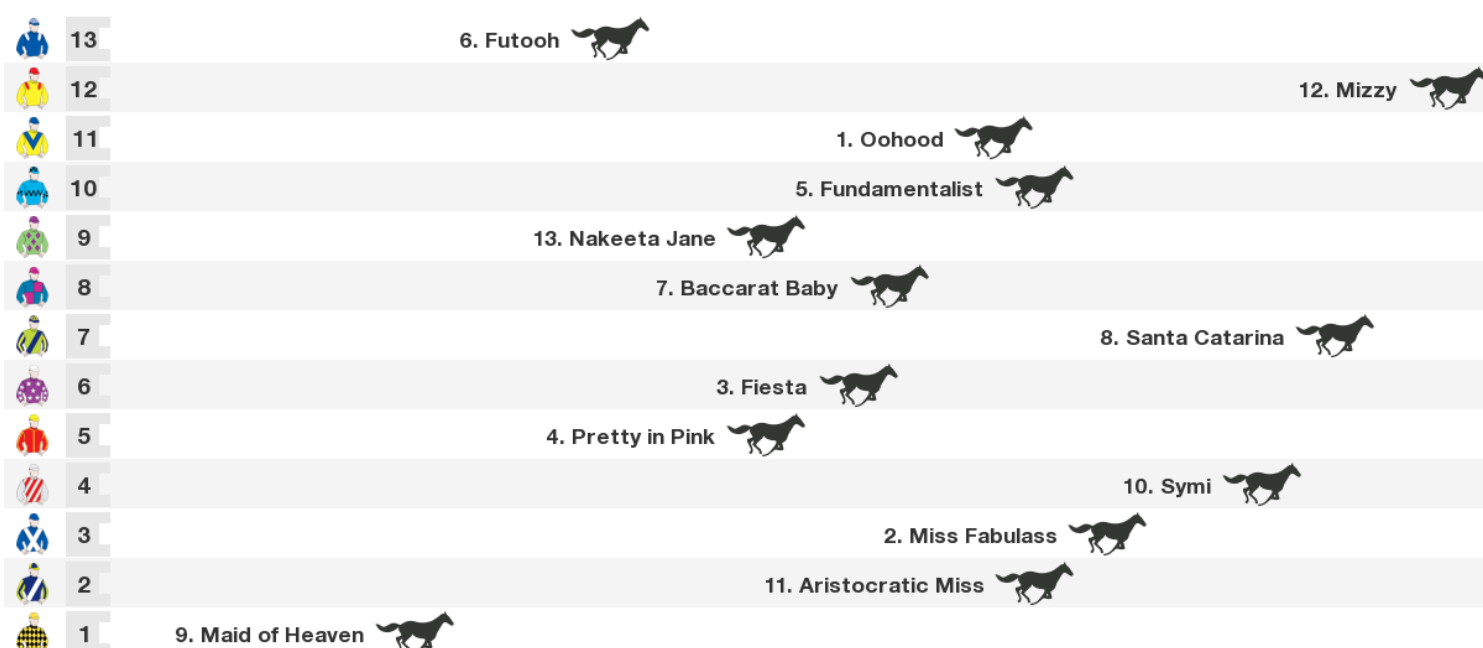 13 6. Futooh
12 12. Mizzy
11 1. Oohood
10 5. Fundamentalist
9 13. Nakeeta Jane
8 7. Baccarat Baby
7 8. Santa Catarina
6 3. Fiesta
5 4. Pretty in Pink
4 10. Symi
3 2. Miss Fabulass
2 11. Aristocratic Miss
1 9. Maid of Heaven